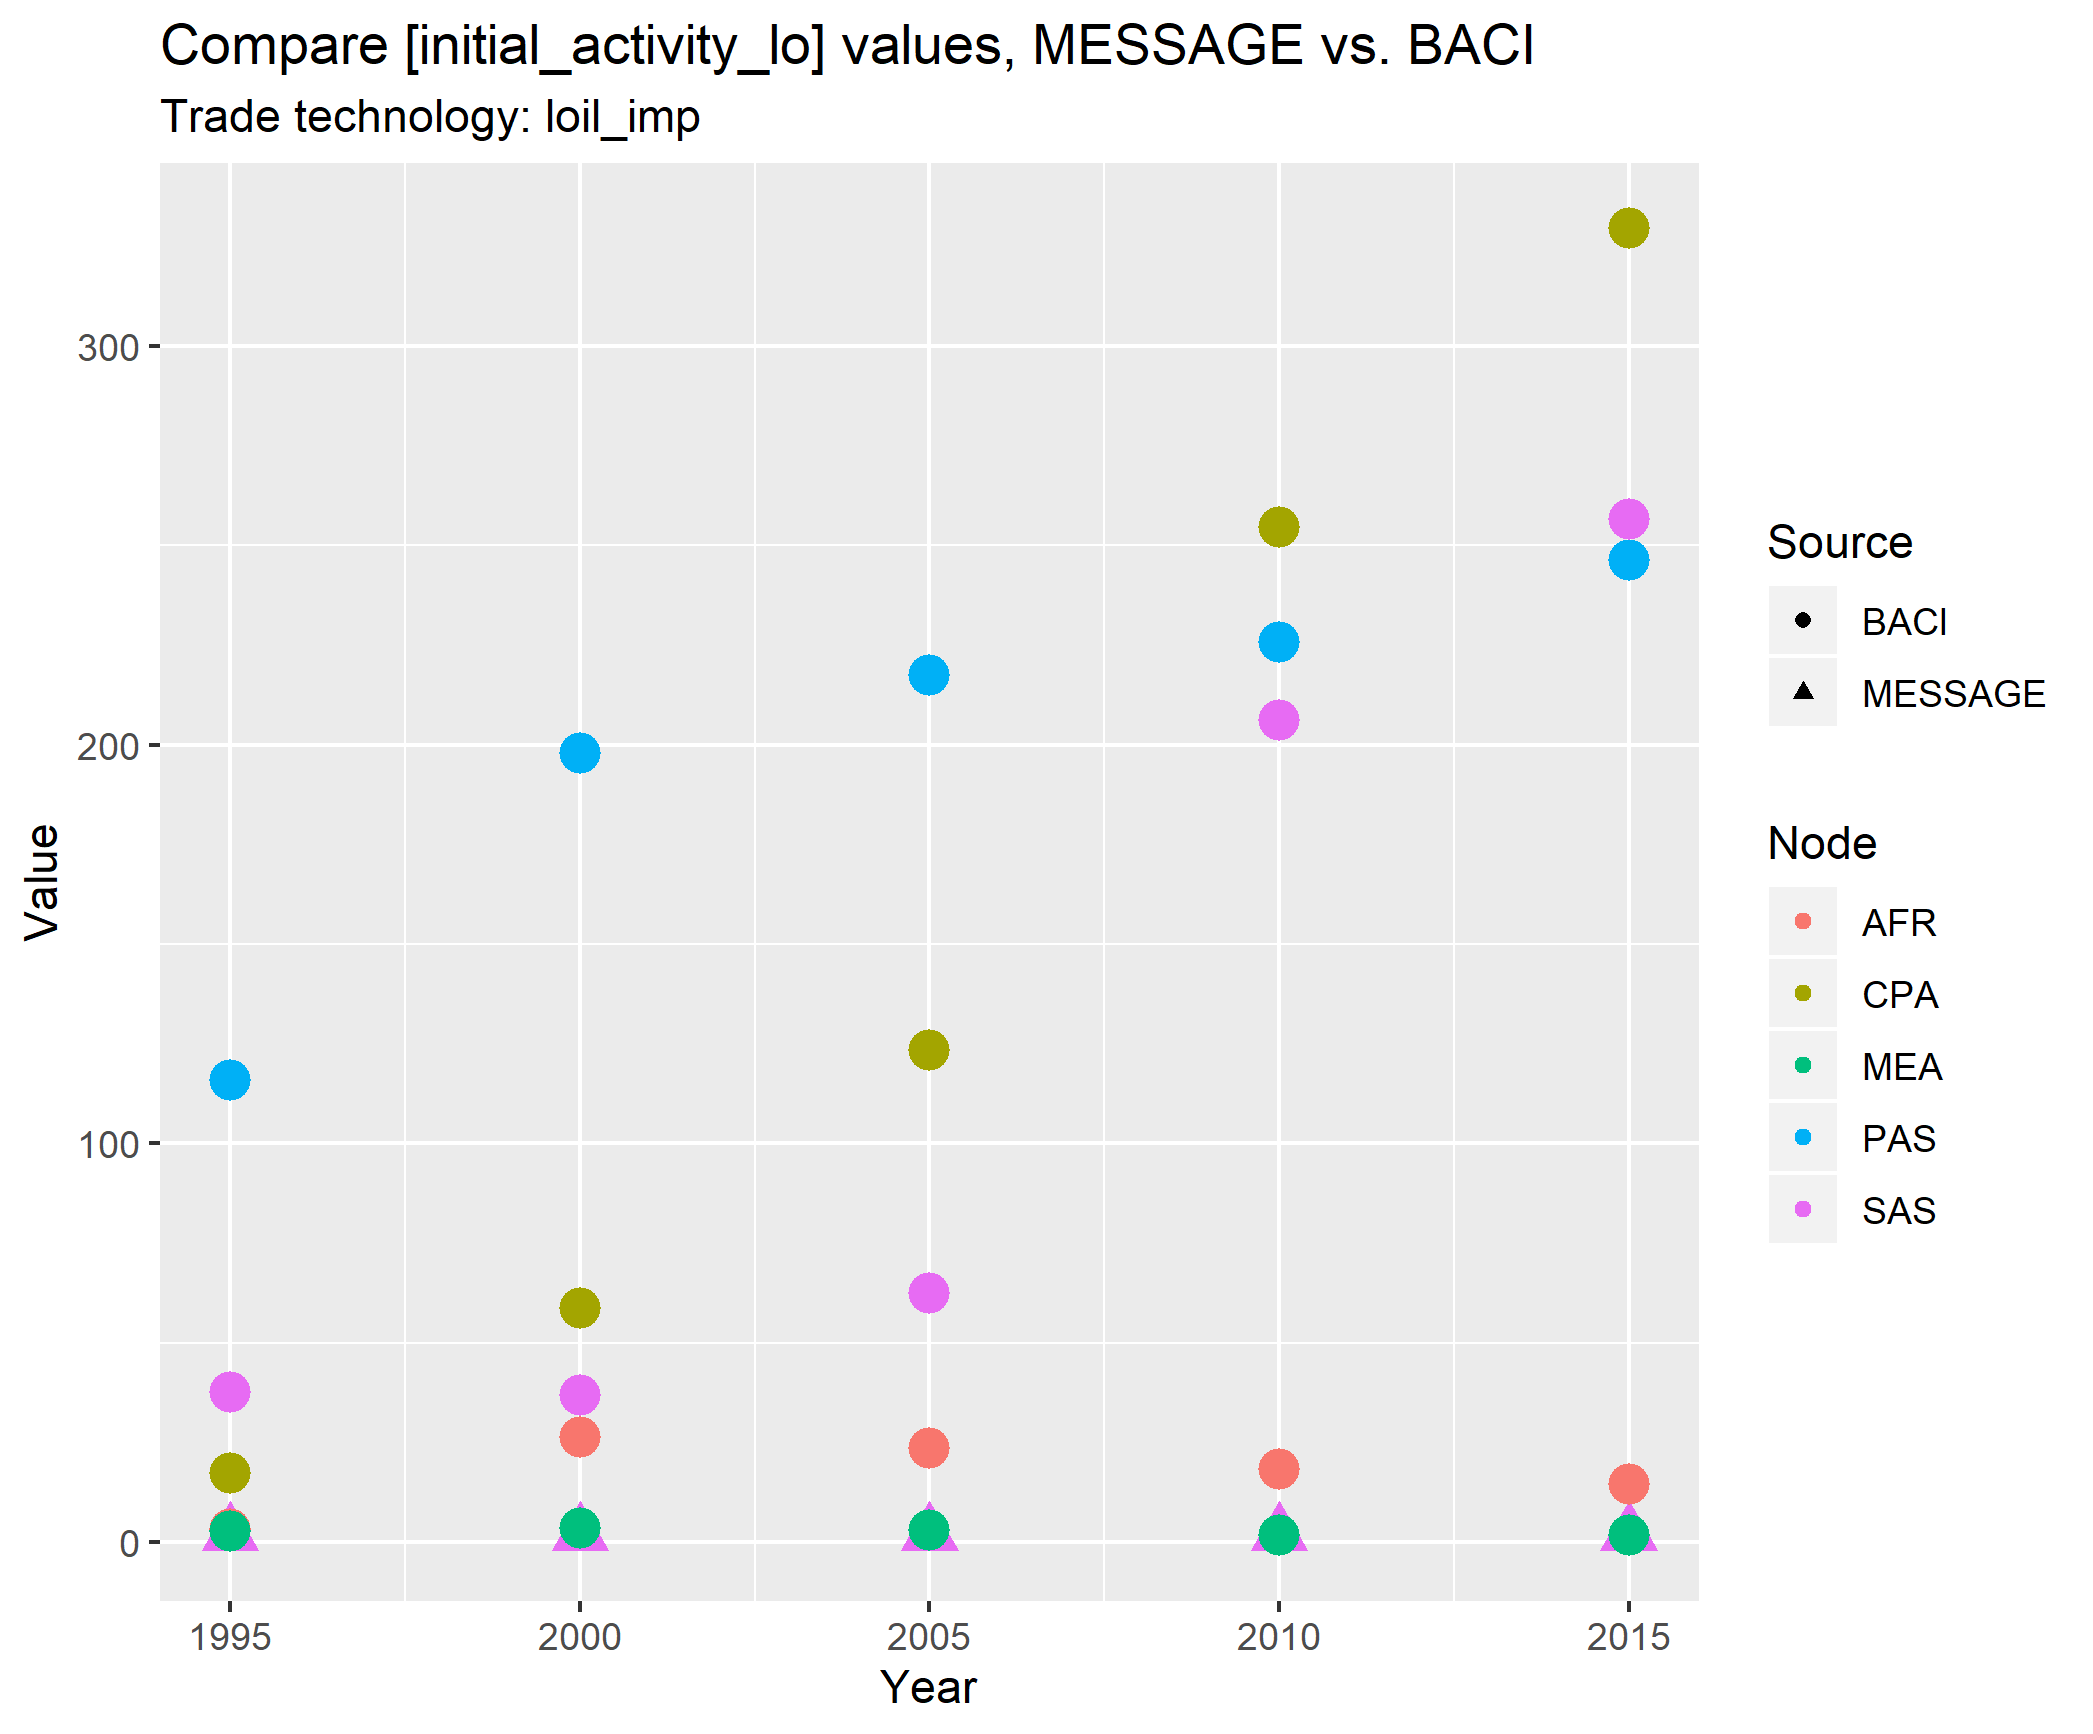 Compare [initial_activity_lo] values, MESSAGE vs. BACI
Trade technology: loil_imp
Value
300
200
100
0
1995
2000
2005
2010
2015
Year
Source
BACI
MESSAGE
Node
AFR
CPA
MEA
PAS
SAS